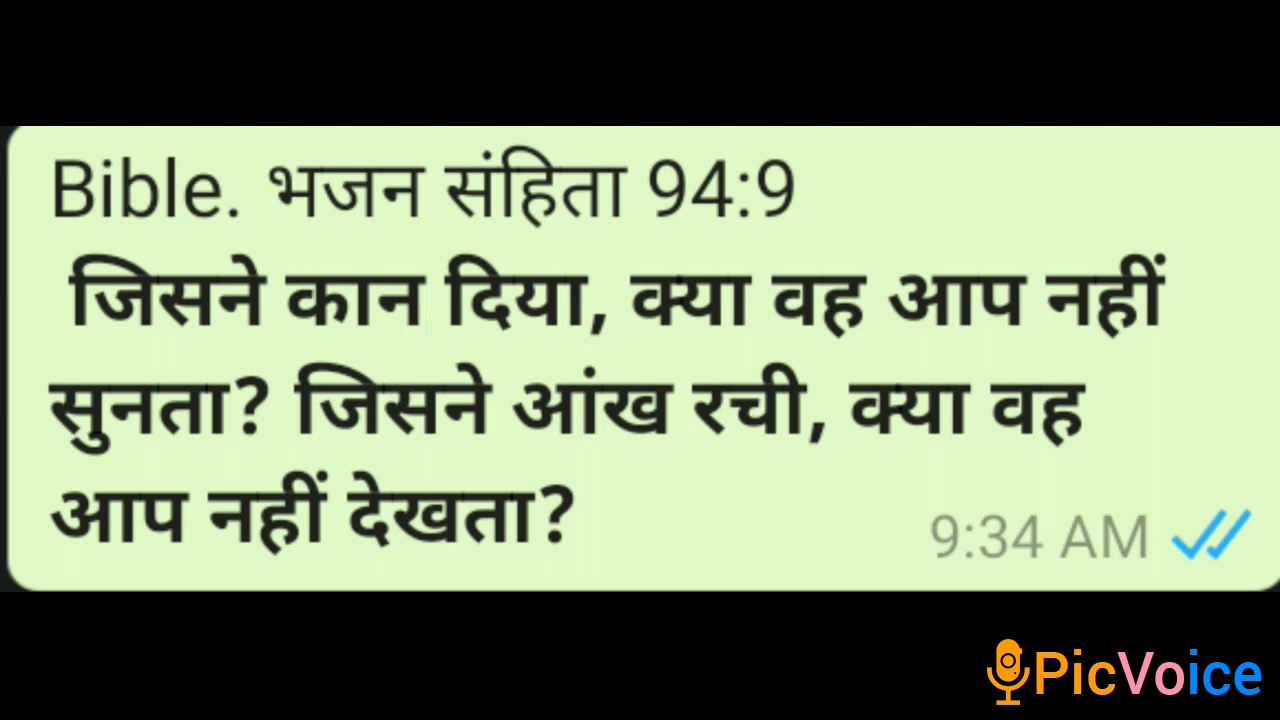 Bible. भजन संहिता 94:9
जिसने कान दिया, क्या वह आप नहीं
सुनता? जिसने आंख रची, क्या वह
आप नहीं देखता?
9:34 AM
PicVoice